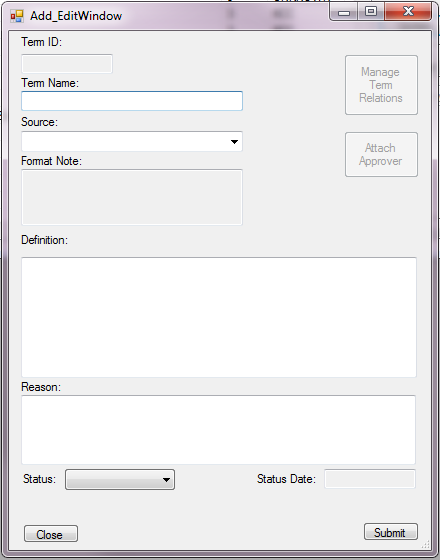 Add_EditWindow
Term ID:
Manage
Term
Relations
Term Name:
Source:
Attach
Approver
Format Note:
Definition:
Reason:
Status:
Status Date:
Close
Submit